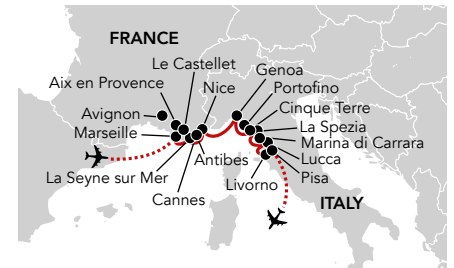 FRANCE
Le Castellet
Genoa
Aix en Provence
Nice
Portofino
Cinque Terre
Avignon
La Spezia
Marseille
Marina di Carrara
Antibes
Lucca
La Seyne sur Mer
Livorno
Pisa
Cannes
ITALY